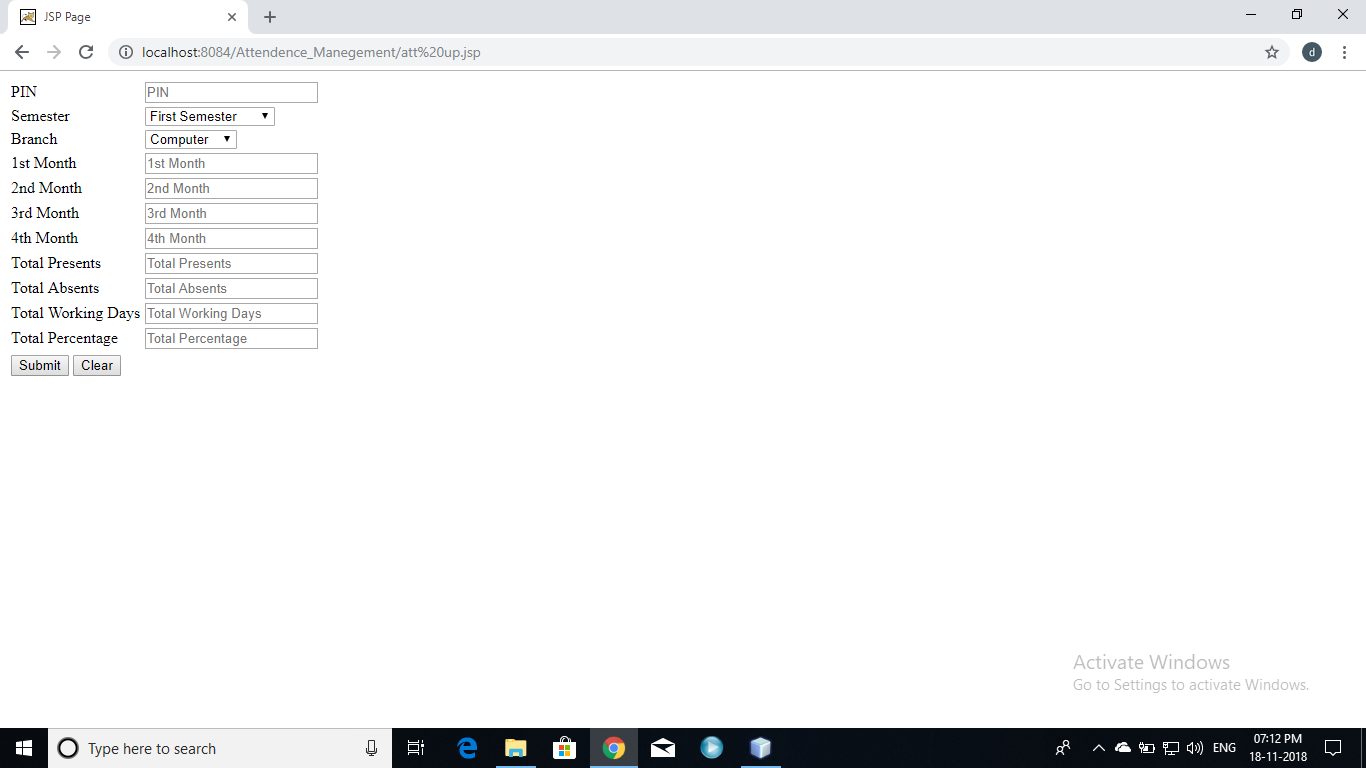 JSP Page
localhost:8084/Attendence_Manegement/att%20up.jsp
d
PIN PIN
Semester First Semester
Branch Computer
1st Month 1st Month
2nd Month 2nd Month
3rd Month 3rd Month
4th Month 4th Month
Total Presents Total Presents
Total Absents Total Absents
Total Working Days Total Working Days
Total Percentage Total Percentage
Submit Clear
Activate Windows
Go to Settings to activate Windows.
Type here to search
ENG
07:12 PM
18-11-2018